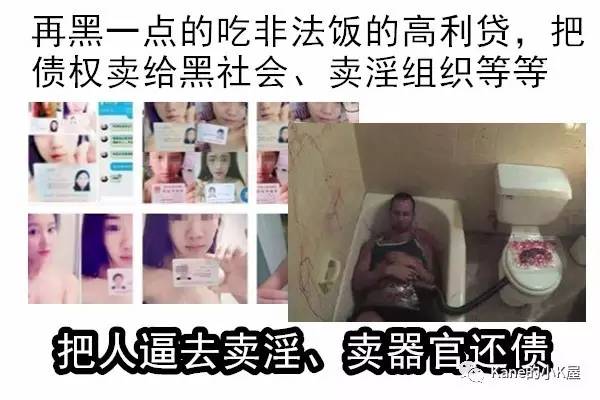 再黑一点的吃非法饭的高利贷，把
债权卖给黑社会、卖淫组织等等
把人逼去卖淫、卖器官还债
Kane的小K屋